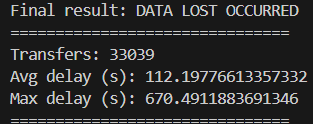 Final result: DATA LOST OCCURRED
==============================
Transfers: 33039
Avg delay (s): 112.19776613357332
Max delay (s): 670.4911883691346
==============================